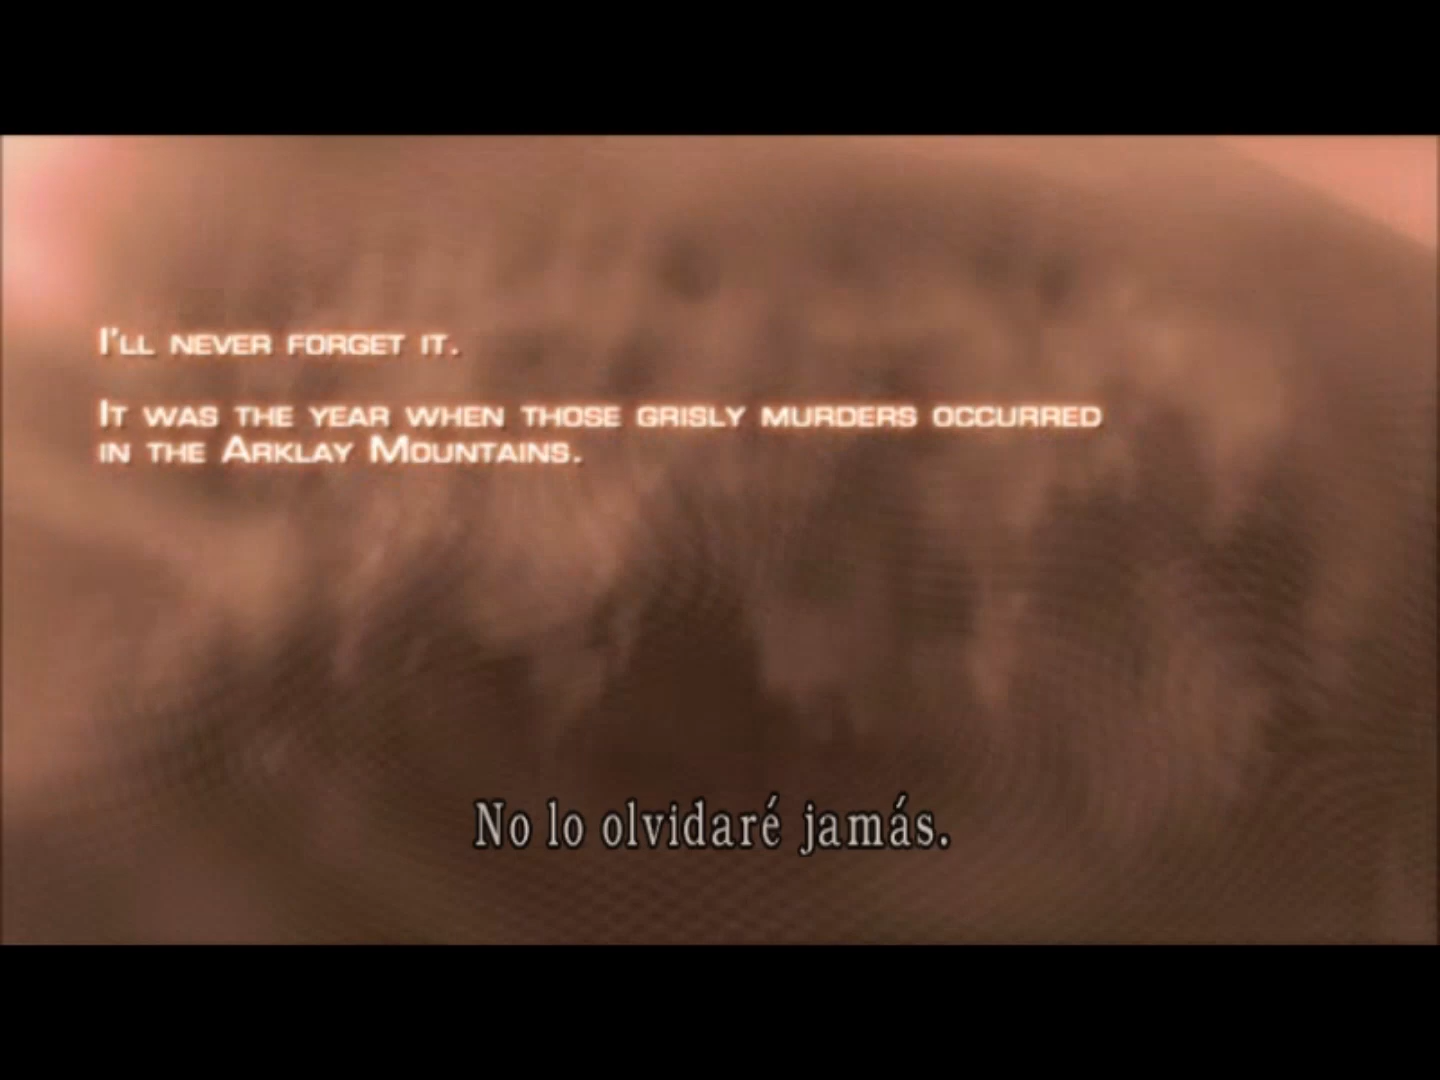 I'll never forget it.
It was the year when those grisly murders occurred
in the Arklay Mountains.
No lo olvidaré jamás.